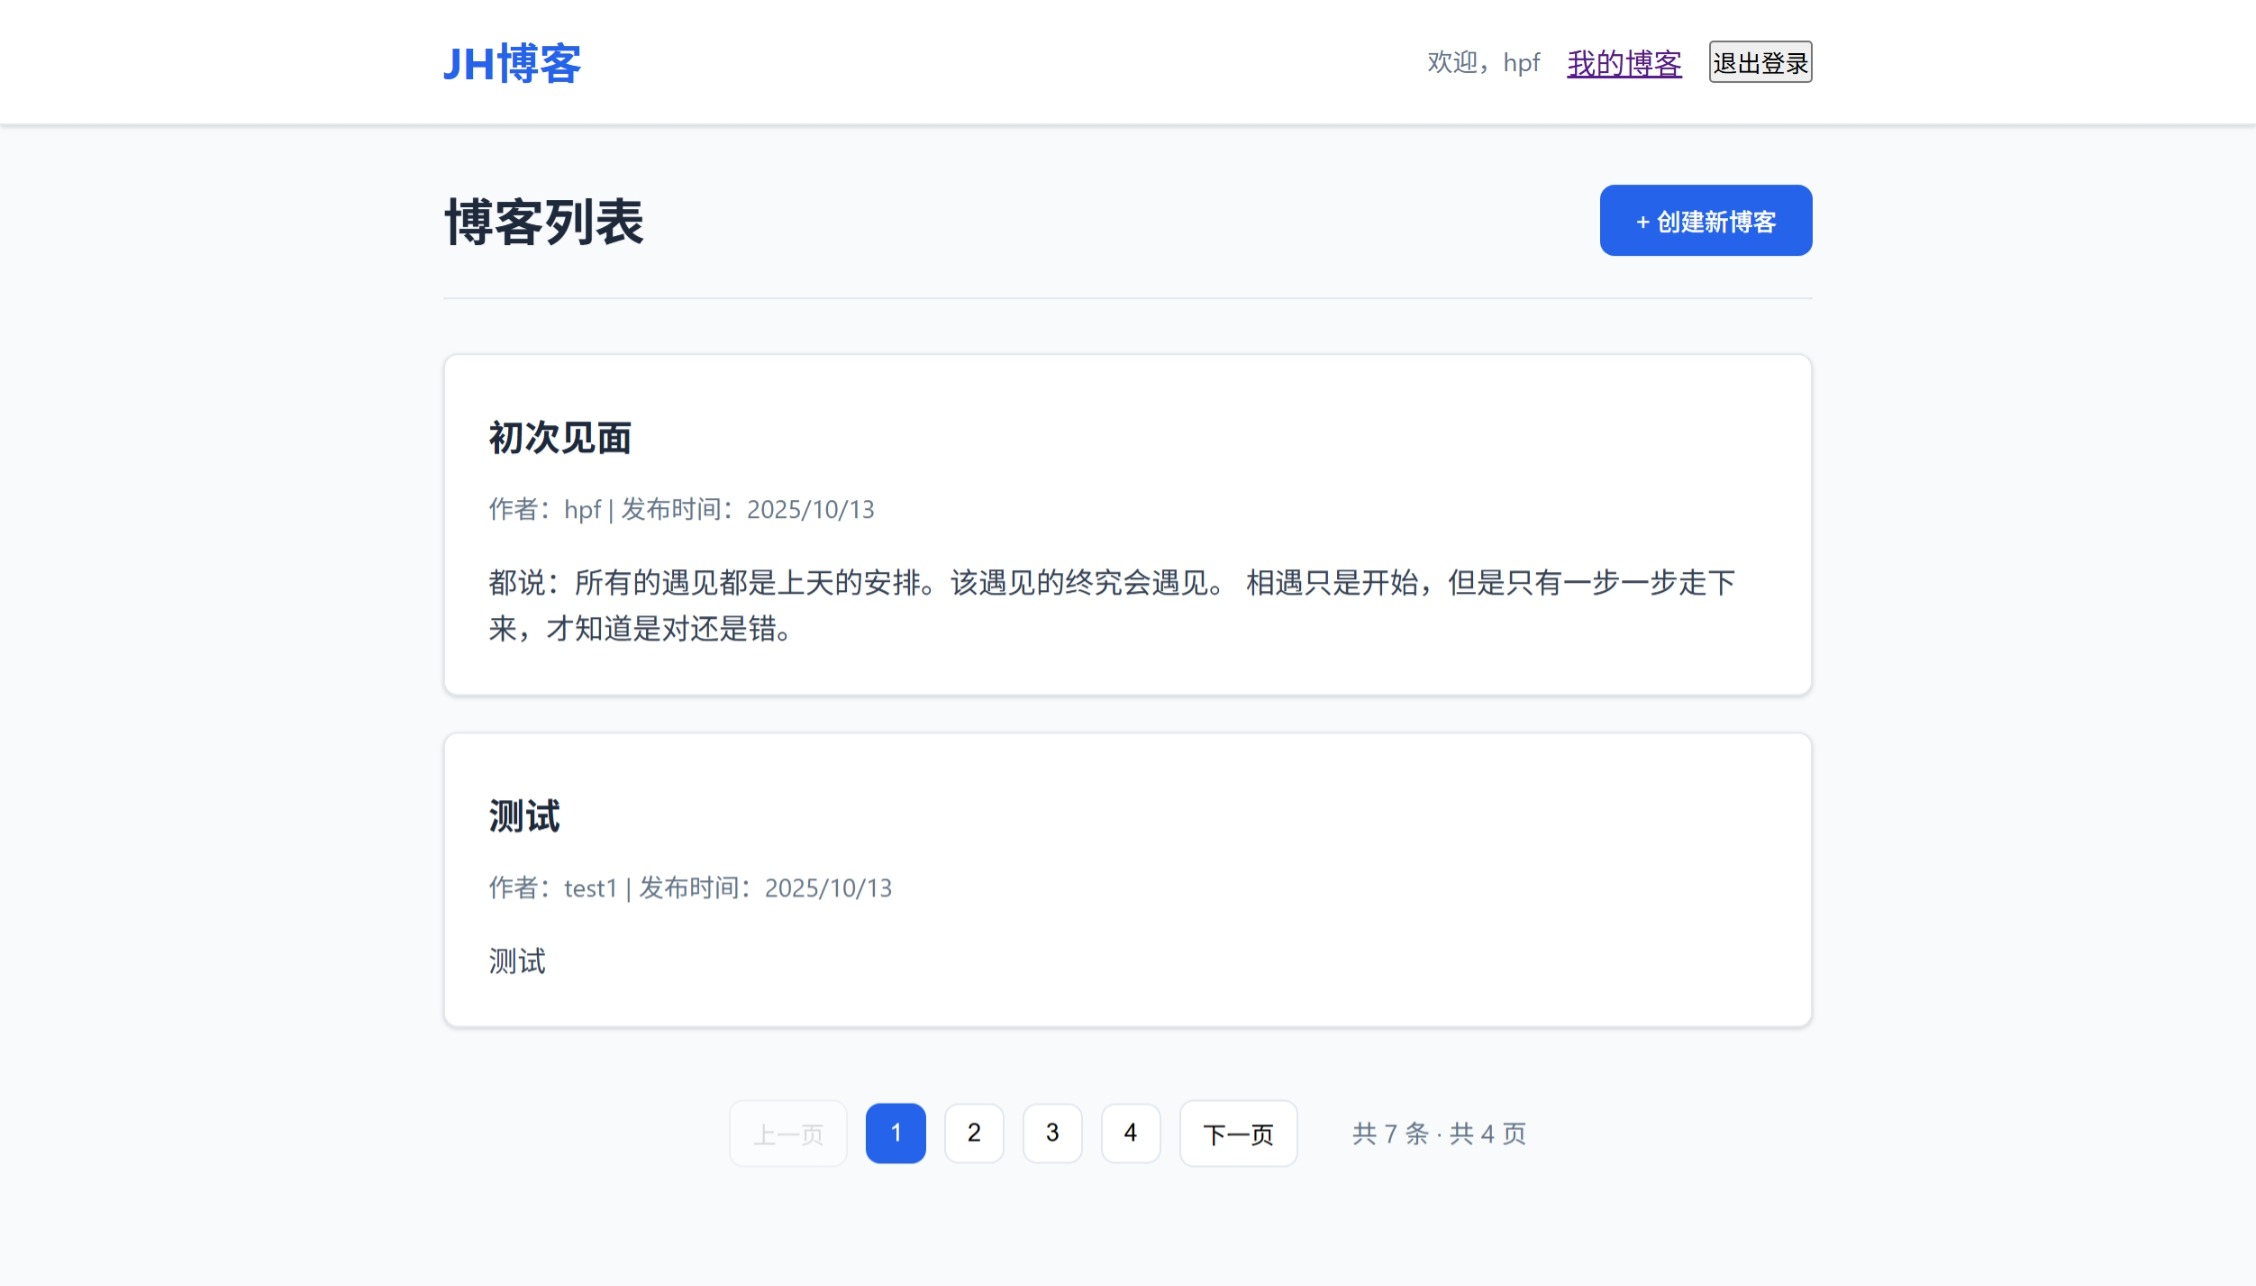 JH博客
欢迎，hpf 我的博客 退出登录
博客列表
+ 创建新博客
初次见面
作者：hpf | 发布时间：2025/10/13
都说：所有的遇见都是上天的安排。该遇见的终究会遇见。 相遇只是开始，但是只有一步一步走下
来，才知道是对还是错。
测试
作者：test1 | 发布时间：2025/10/13
测试
上一页 1 2 3 4 下一页 共 7 条 · 共 4 页